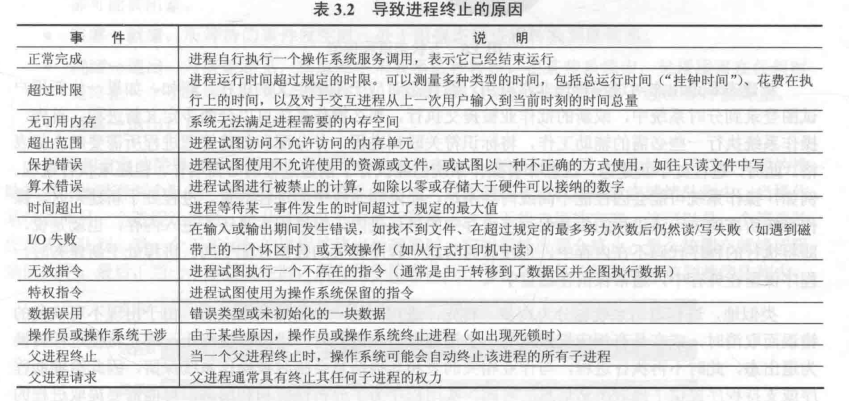 表 3.2 导致进程终止的原因
事 件 说 明
正常完成 进程自行执行一个操作系统服务调用,表示它已经结束运行
超过时限 进程运行时间超过规定的时限。可以测量多种类型的时间,包括总运行时间(“挂钟时间”)、花费在执
行上的时间,以及对于交互进程从上一次用户输入到当前时刻的时间总量
无可用内存 系统无法满足进程需要的内存空间
超出范围 进程试图访问不允许访问的内存单元
保护错误 进程试图使用不允许使用的资源或文件,或试图以一种不正确的方式使用,如往只读文件中写
算术错误 进程试图进行被禁止的计算,如除以零或存储大于硬件可以接纳的数字
时间超出 进程等待某一事件发生的时间超过了规定的最大值
I/O 失败 在输入或输出期间发生错误,如找不到文件、在超过规定的最多努力次数后仍然读/写失败(如遇到磁
带上的一个坏区时)或无效操作(如从行式打印机中读)
无效指令 进程试图执行一个不存在的指令(通常是由于转移到了数据区并企图执行数据)
特权指令 进程试图使用为操作系统保留的指令
数据误用 错误类型或未初始化的一块数据
操作员或操作系统干涉 由于某些原因,操作员或操作系统终止进程(如出现死锁时)
父进程终止 当一个父进程终止时,操作系统可能会自动终止该进程的所有子进程
父进程请求 父进程通常具有终止其任何子进程的权力